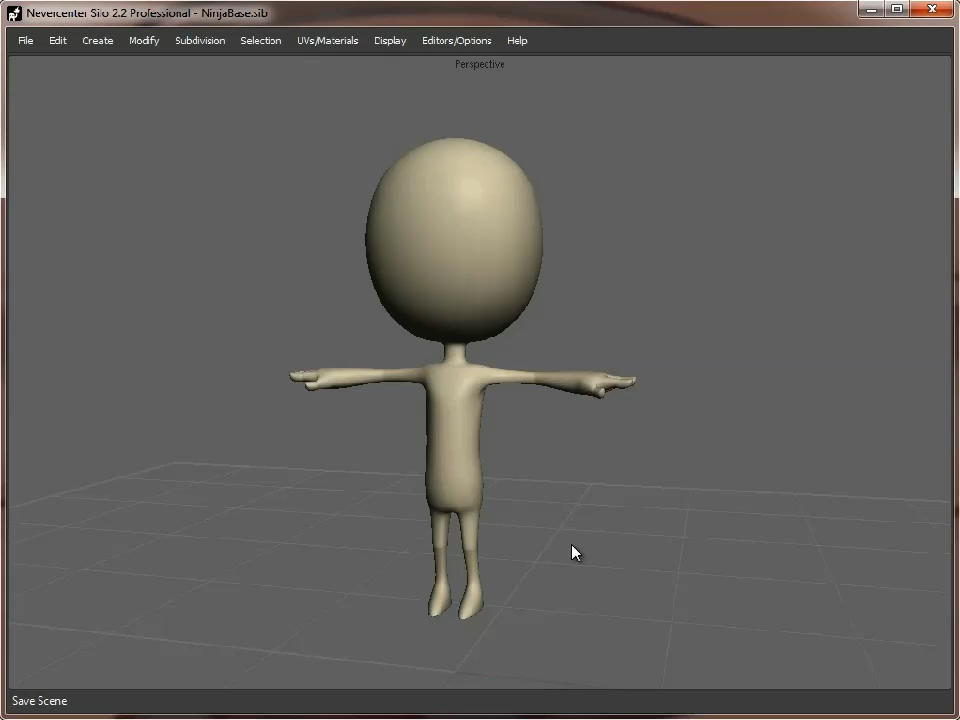 Nevercenter Silo 2.2 Professional - NinjaBase.sib
File Edit Create Modify Subdivision Selection UVs/Materials Display Editors/Options Help
Perspective
Save Scene